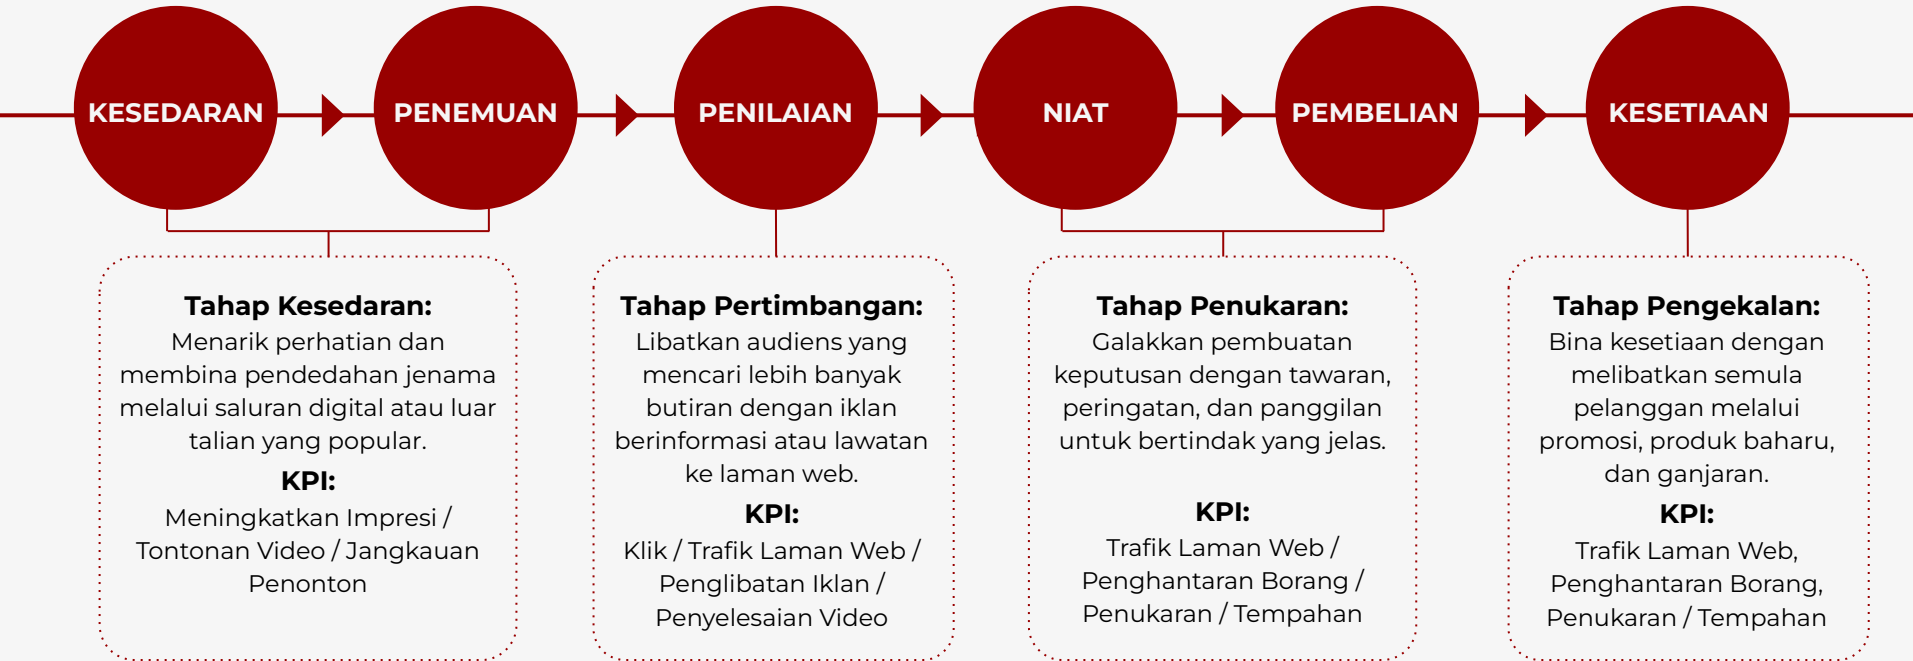 KESEDARAN
PENEMUAN
PENILAIAN
NIAT
PEMBELIAN
KESETIAAN
Tahap Kesedaran:
Menarik perhatian dan
membina pendedahan jenama
melalui saluran digital atau luar
talian yang popular.
KPI:
Meningkatkan Impresi /
Tontonan Video / Jangkauan
Penonton
Tahap Pertimbangan:
Libatkan audiens yang
mencari lebih banyak
butiran dengan iklan
berinformasi atau lawatan
ke laman web.
KPI:
Klik / Trafik Laman Web /
Penglibatan Iklan /
Penyelesaian Video
Tahap Penukaran:
Galakkan pembuatan
keputusan dengan tawaran,
peringatan, dan panggilan
untuk bertindak yang jelas.
KPI:
Trafik Laman Web /
Penghantaran Borang /
Penukaran / Tempahan
Tahap Pengekalan:
Bina kesetiaan dengan
melibatkan semula
pelanggan melalui
promosi, produk baharu,
dan ganjaran.
KPI:
Trafik Laman Web,
Penghantaran Borang,
Penukaran / Tempahan